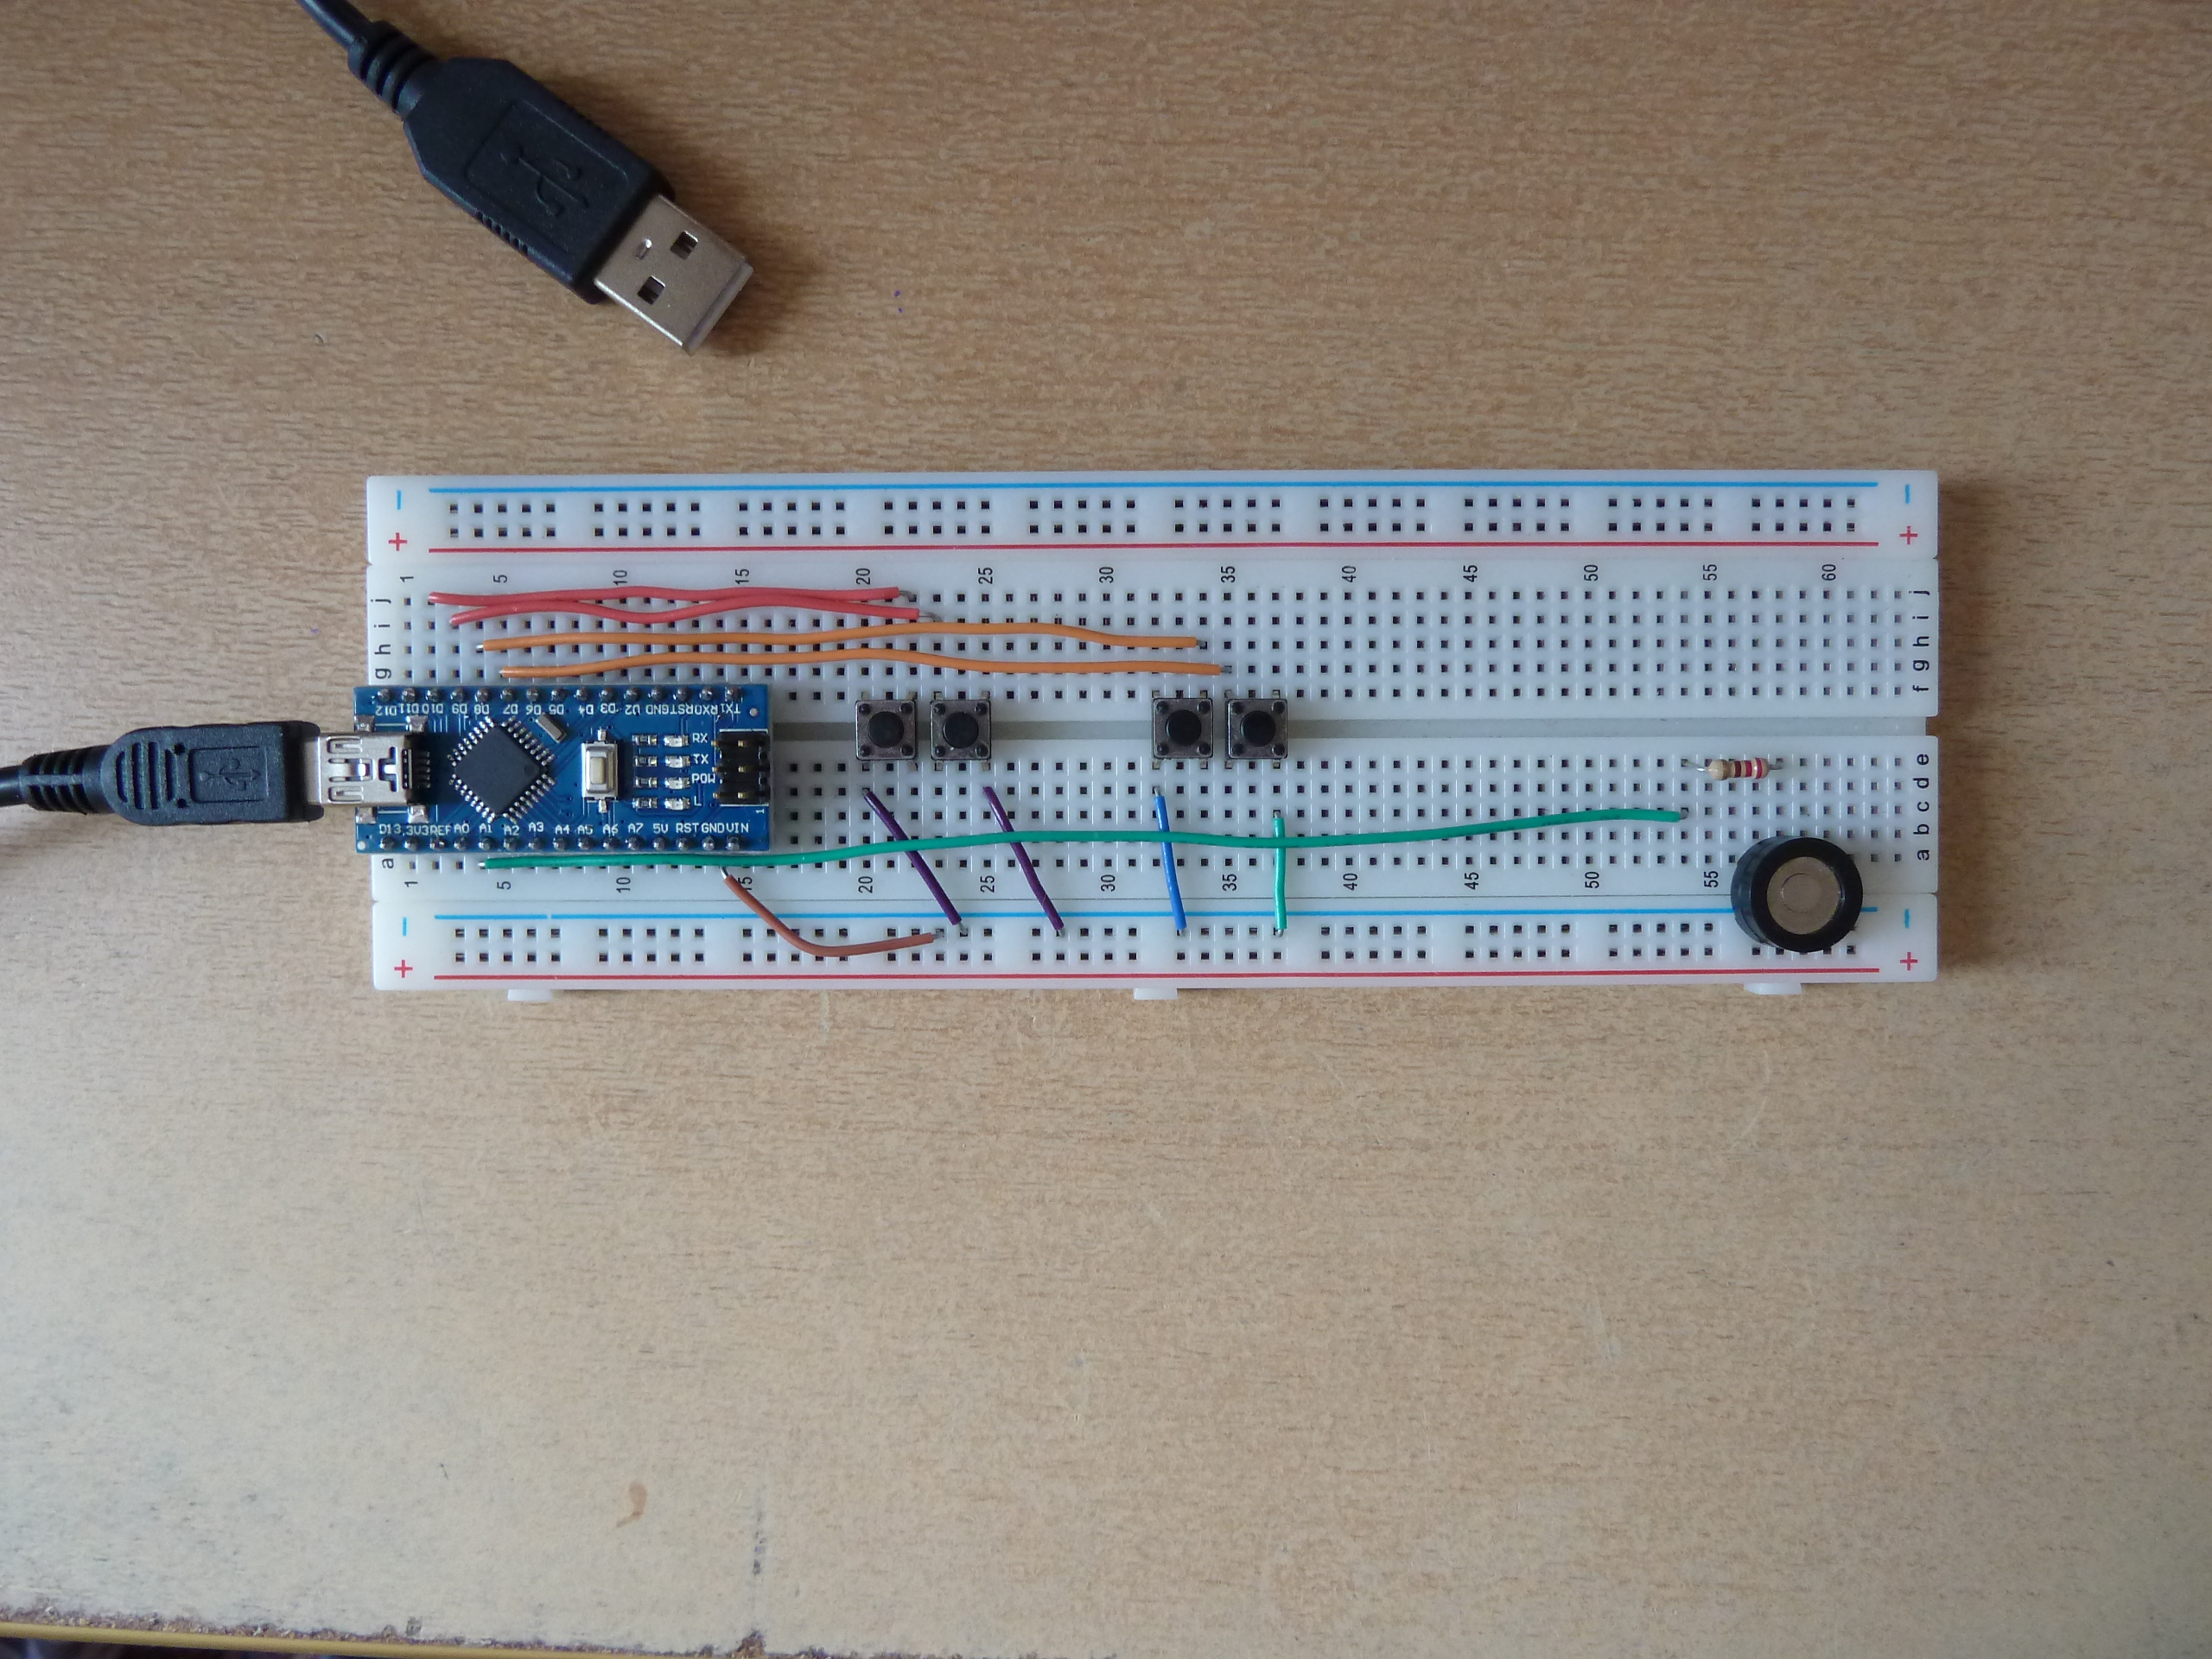 − −
+ +
1 5 10 15 20 25 30 35 40 45 50 55 60
j j
i i
h h
g g
f
D12 D11 D10 D9 D8 D7 D6 D5 D4 D3 D2 GND RST RX0 TX1
RX
TX
POW
L
1
e
d
c
b
D13 3V3 REF A0 A1 A2 A3 A4 A5 A6 A7 5V RST GND VIN
a a
1 5 10 15 20 25 30 35 40 45 50 55
− −
+ +